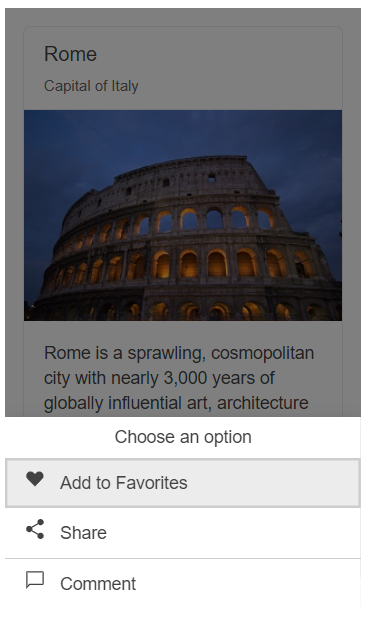 Rome
Capital of Italy
Rome is a sprawling, cosmopolitan
city with nearly 3,000 years of
globally influential art, architecture
Choose an option
Add to Favorites
Share
Comment